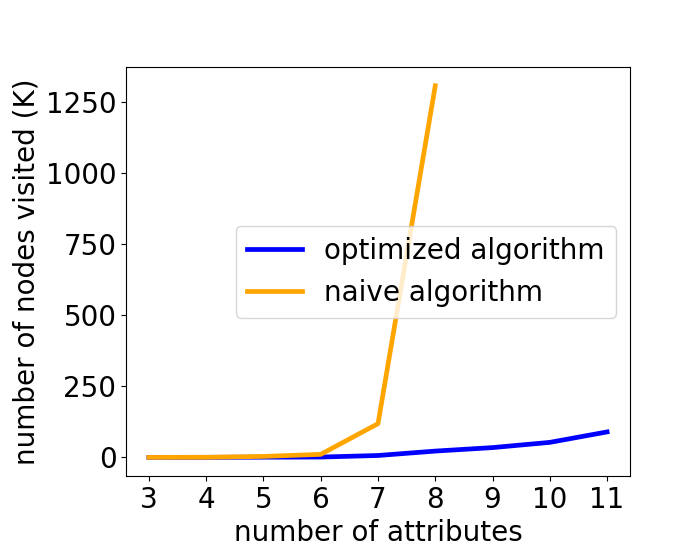 number of nodes visited (K)
1250
1000
750
500
250
0
optimized algorithm
naive algorithm
3 4 5 6 7 8 9 10 11
number of attributes